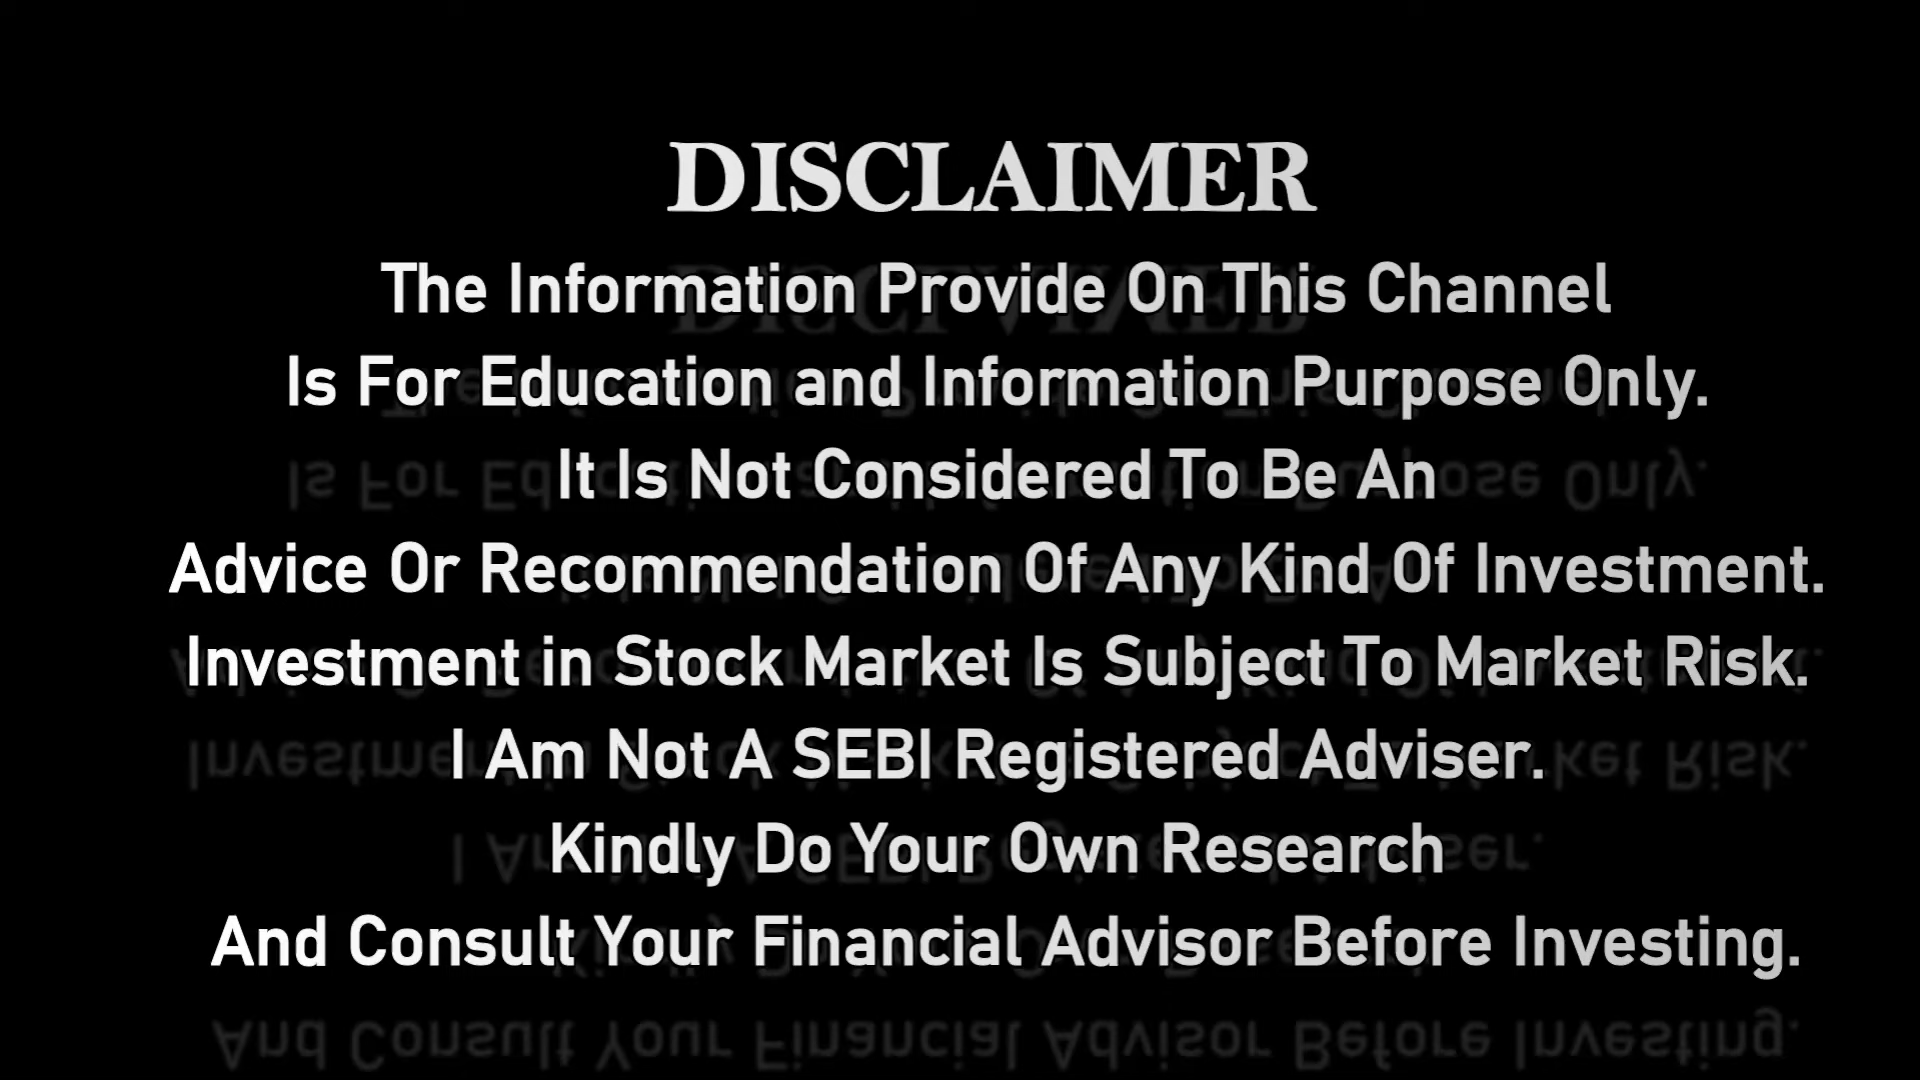 DISCLAIMER
The Information Provide On This Channel
Is For Education and Information Purpose Only.
It Is Not Considered To Be An
Advice Or Recommendation Of Any Kind Of Investment.
Investment in Stock Market Is Subject To Market Risk.
I Am Not A SEBI Registered Adviser.
Kindly Do Your Own Research
And Consult Your Financial Advisor Before Investing.